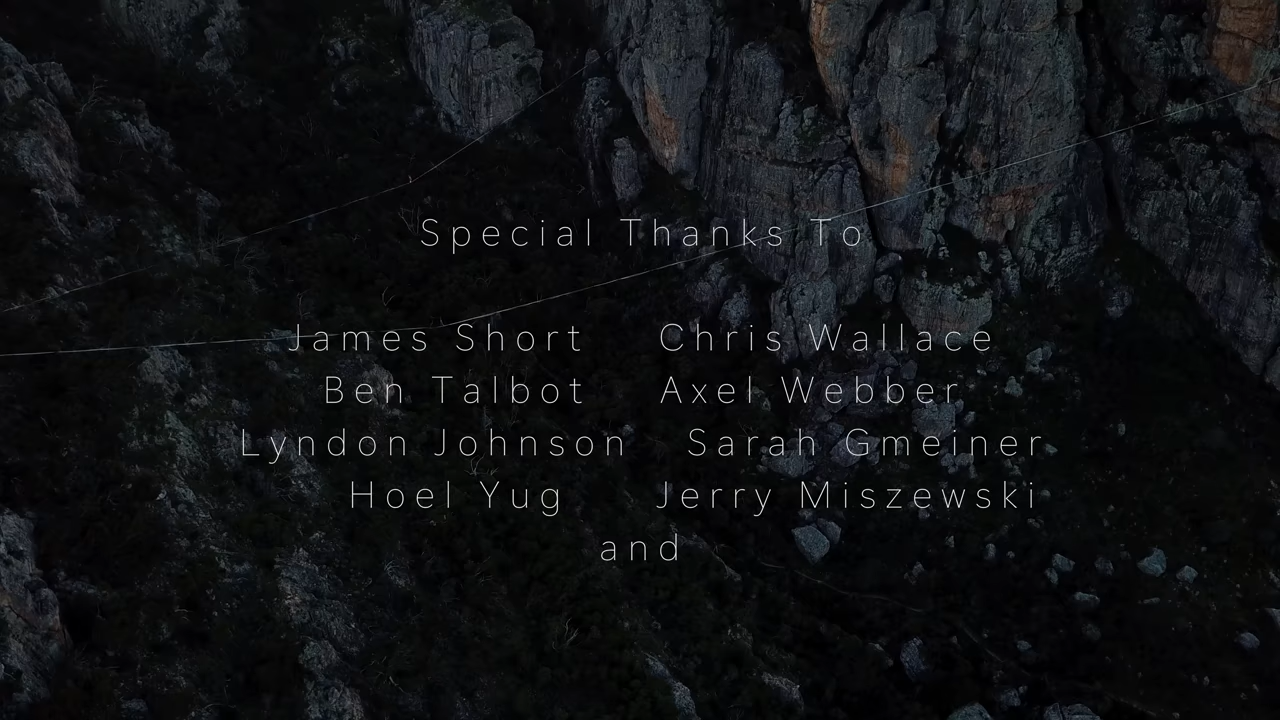 Special Thanks To
James Short Chris Wallace
Ben Talbot Axel Webber
Lyndon Johnson Sarah Gmeiner
Hoel Yug Jerry Miszewski
and